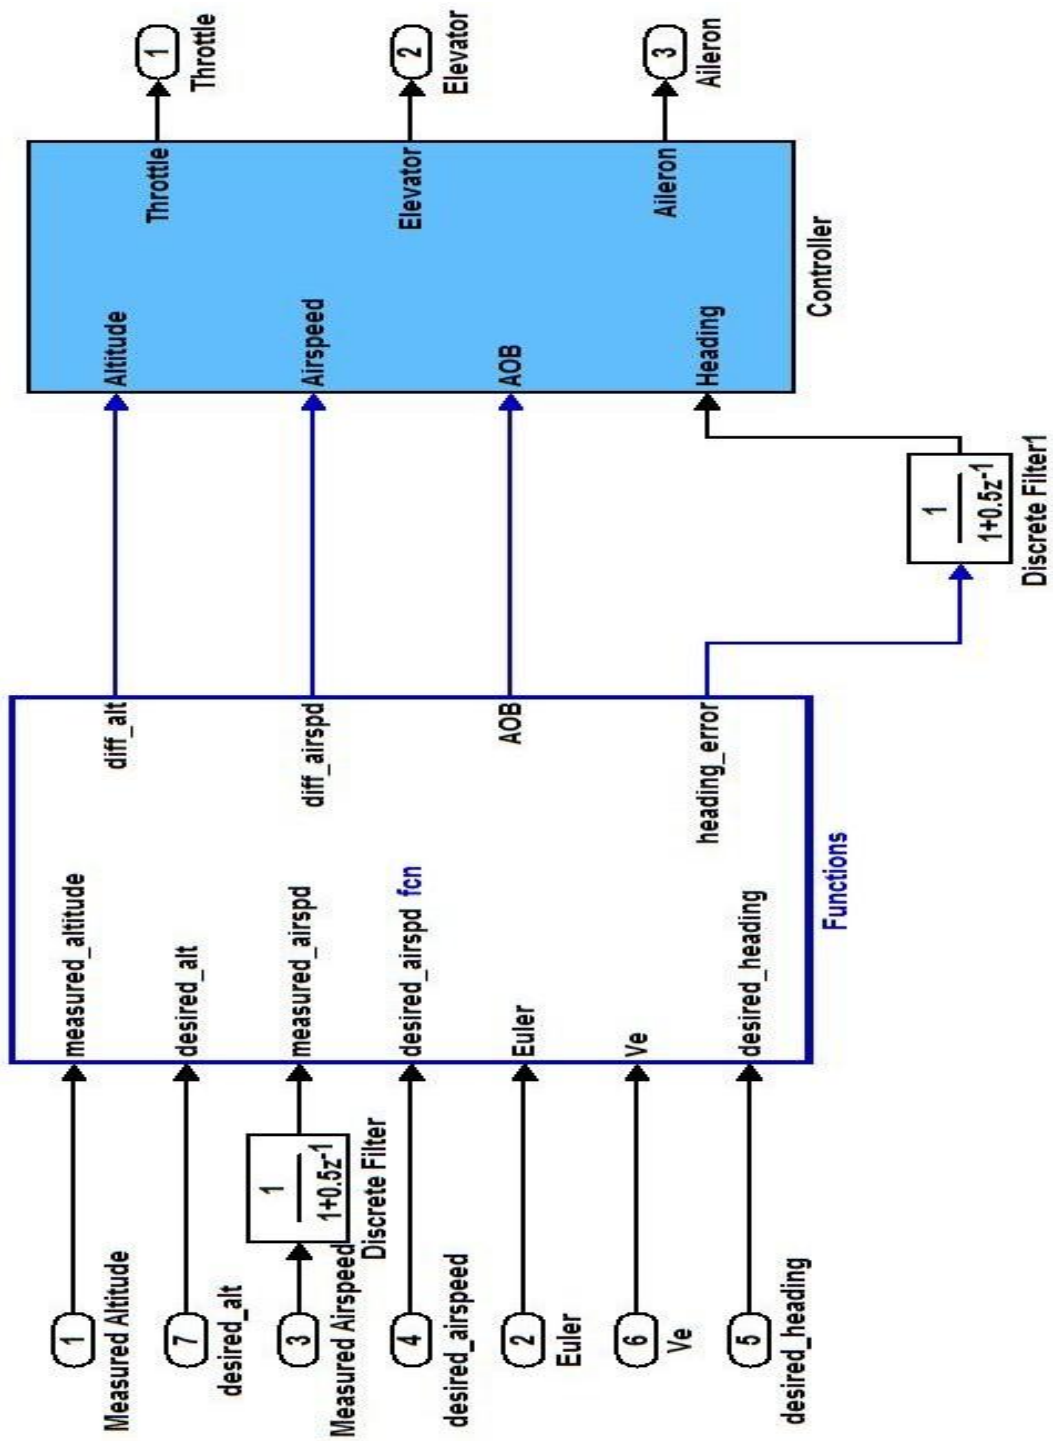 1
Measured Altitude
7
desired_alt
3
Measured Airspeed
4
desired_airspeed
2
Euler
6
Ve
5
desired_heading
1
1+0.5z-1
Discrete Filter
measured_altitude
desired_alt
measured_airspd
desired_airspd fcn
Euler
Ve
desired_heading
diff_alt
diff_airspd
AOB
heading_error
Functions
1
1+0.5z-1
Discrete Filter1
Altitude
Airspeed
AOB
Heading
Throttle
Elevator
Aileron
Controller
1
Throttle
2
Elevator
3
Aileron